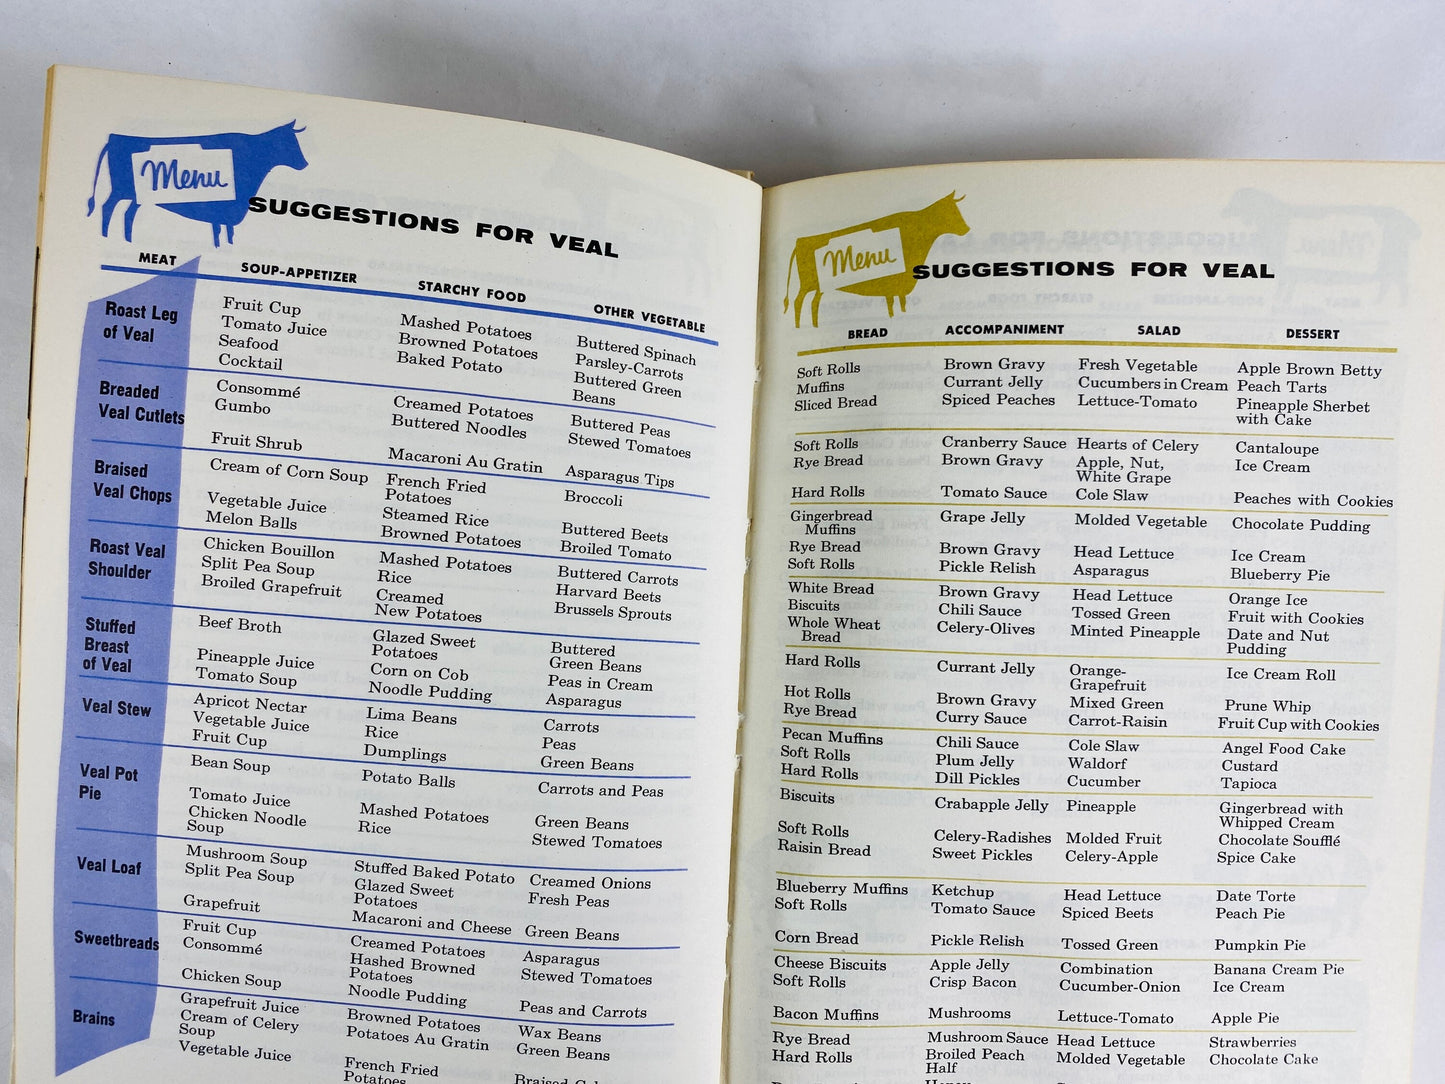 Menu
SUGGESTIONS FOR VEAL
MEAT SOUP-APPETIZER STARCHY FOOD OTHER VEGETABLE
Roast Leg
of Veal
Fruit Cup
Tomato Juice
Seafood
Cocktail
Mashed Potatoes
Browned Potatoes
Baked Potato
Buttered Spinach
Parsley-Carrots
Buttered Green
Beans
Breaded
Veal Cutlets
Consommé
Gumbo
Fruit Shrub
Creamed Potatoes
Buttered Noodles
Macaroni Au Gratin
Buttered Peas
Stewed Tomatoes
Asparagus Tips
Braised
Veal Chops
Cream of Corn Soup
Vegetable Juice
Melon Balls
French Fried
Potatoes
Steamed Rice
Browned Potatoes
Broccoli
Buttered Beets
Broiled Tomato
Roast Veal
Shoulder
Chicken Bouillon
Split Pea Soup
Broiled Grapefruit
Mashed Potatoes
Rice
Creamed
New Potatoes
Buttered Carrots
Harvard Beets
Brussels Sprouts
Stuffed
Breast
of Veal
Beef Broth
Pineapple Juice
Tomato Soup
Glazed Sweet
Potatoes
Corn on Cob
Noodle Pudding
Buttered
Green Beans
Peas in Cream
Asparagus
Veal Stew
Apricot Nectar
Vegetable Juice
Fruit Cup
Lima Beans
Rice
Dumplings
Carrots
Peas
Green Beans
Veal Pot
Pie
Bean Soup
Tomato Juice
Chicken Noodle
Soup
Potato Balls
Mashed Potatoes
Rice
Carrots and Peas
Green Beans
Stewed Tomatoes
Veal Loaf
Mushroom Soup
Split Pea Soup
Grapefruit
Stuffed Baked Potato
Glazed Sweet
Potatoes
Macaroni and Cheese
Creamed Onions
Fresh Peas
Green Beans
Sweetbreads
Fruit Cup
Consommé
Chicken Soup
Creamed Potatoes
Hashed Browned
Potatoes
Noodle Pudding
Asparagus
Stewed Tomatoes
Peas and Carrots
Brains
Grapefruit Juice
Cream of Celery
Soup
Vegetable Juice
Browned Potatoes
Potatoes Au Gratin
French Fried
Potatoes
Wax Beans
Green Beans
Menu
SUGGESTIONS FOR VEAL
BREAD ACCOMPANIMENT SALAD DESSERT
Soft Rolls
Muffins
Sliced Bread
Brown Gravy
Currant Jelly
Spiced Peaches
Fresh Vegetable
Cucumbers in Cream
Lettuce-Tomato
Apple Brown Betty
Peach Tarts
Pineapple Sherbet
with Cake
Soft Rolls
Rye Bread
Hard Rolls
Cranberry Sauce
Brown Gravy
Tomato Sauce
Hearts of Celery
Apple, Nut,
White Grape
Cole Slaw
Cantaloupe
Ice Cream
Peaches with Cookies
Gingerbread
Muffins
Rye Bread
Soft Rolls
Grape Jelly
Brown Gravy
Pickle Relish
Molded Vegetable
Head Lettuce
Asparagus
Chocolate Pudding
Ice Cream
Blueberry Pie
White Bread
Biscuits
Whole Wheat
Bread
Brown Gravy
Chili Sauce
Celery-Olives
Head Lettuce
Tossed Green
Minted Pineapple
Orange Ice
Fruit with Cookies
Date and Nut
Pudding
Hard Rolls
Hot Rolls
Rye Bread
Currant Jelly
Brown Gravy
Curry Sauce
Orange-
Grapefruit
Mixed Green
Carrot-Raisin
Ice Cream Roll
Prune Whip
Fruit Cup with Cookies
Pecan Muffins
Soft Rolls
Hard Rolls
Chili Sauce
Plum Jelly
Dill Pickles
Cole Slaw
Waldorf
Cucumber
Angel Food Cake
Custard
Tapioca
Biscuits
Soft Rolls
Raisin Bread
Crabapple Jelly
Celery-Radishes
Sweet Pickles
Pineapple
Molded Fruit
Celery-Apple
Gingerbread with
Whipped Cream
Chocolate Soufflé
Spice Cake
Blueberry Muffins
Soft Rolls
Corn Bread
Ketchup
Tomato Sauce
Pickle Relish
Head Lettuce
Spiced Beets
Tossed Green
Date Torte
Peach Pie
Pumpkin Pie
Cheese Biscuits
Soft Rolls
Bacon Muffins
Apple Jelly
Crisp Bacon
Mushrooms
Combination
Cucumber-Onion
Lettuce-Tomato
Banana Cream Pie
Ice Cream
Apple Pie
Rye Bread
Hard Rolls
Mushroom Sauce
Broiled Peach
Half
Head Lettuce
Molded Vegetable
Strawberries
Chocolate Cake